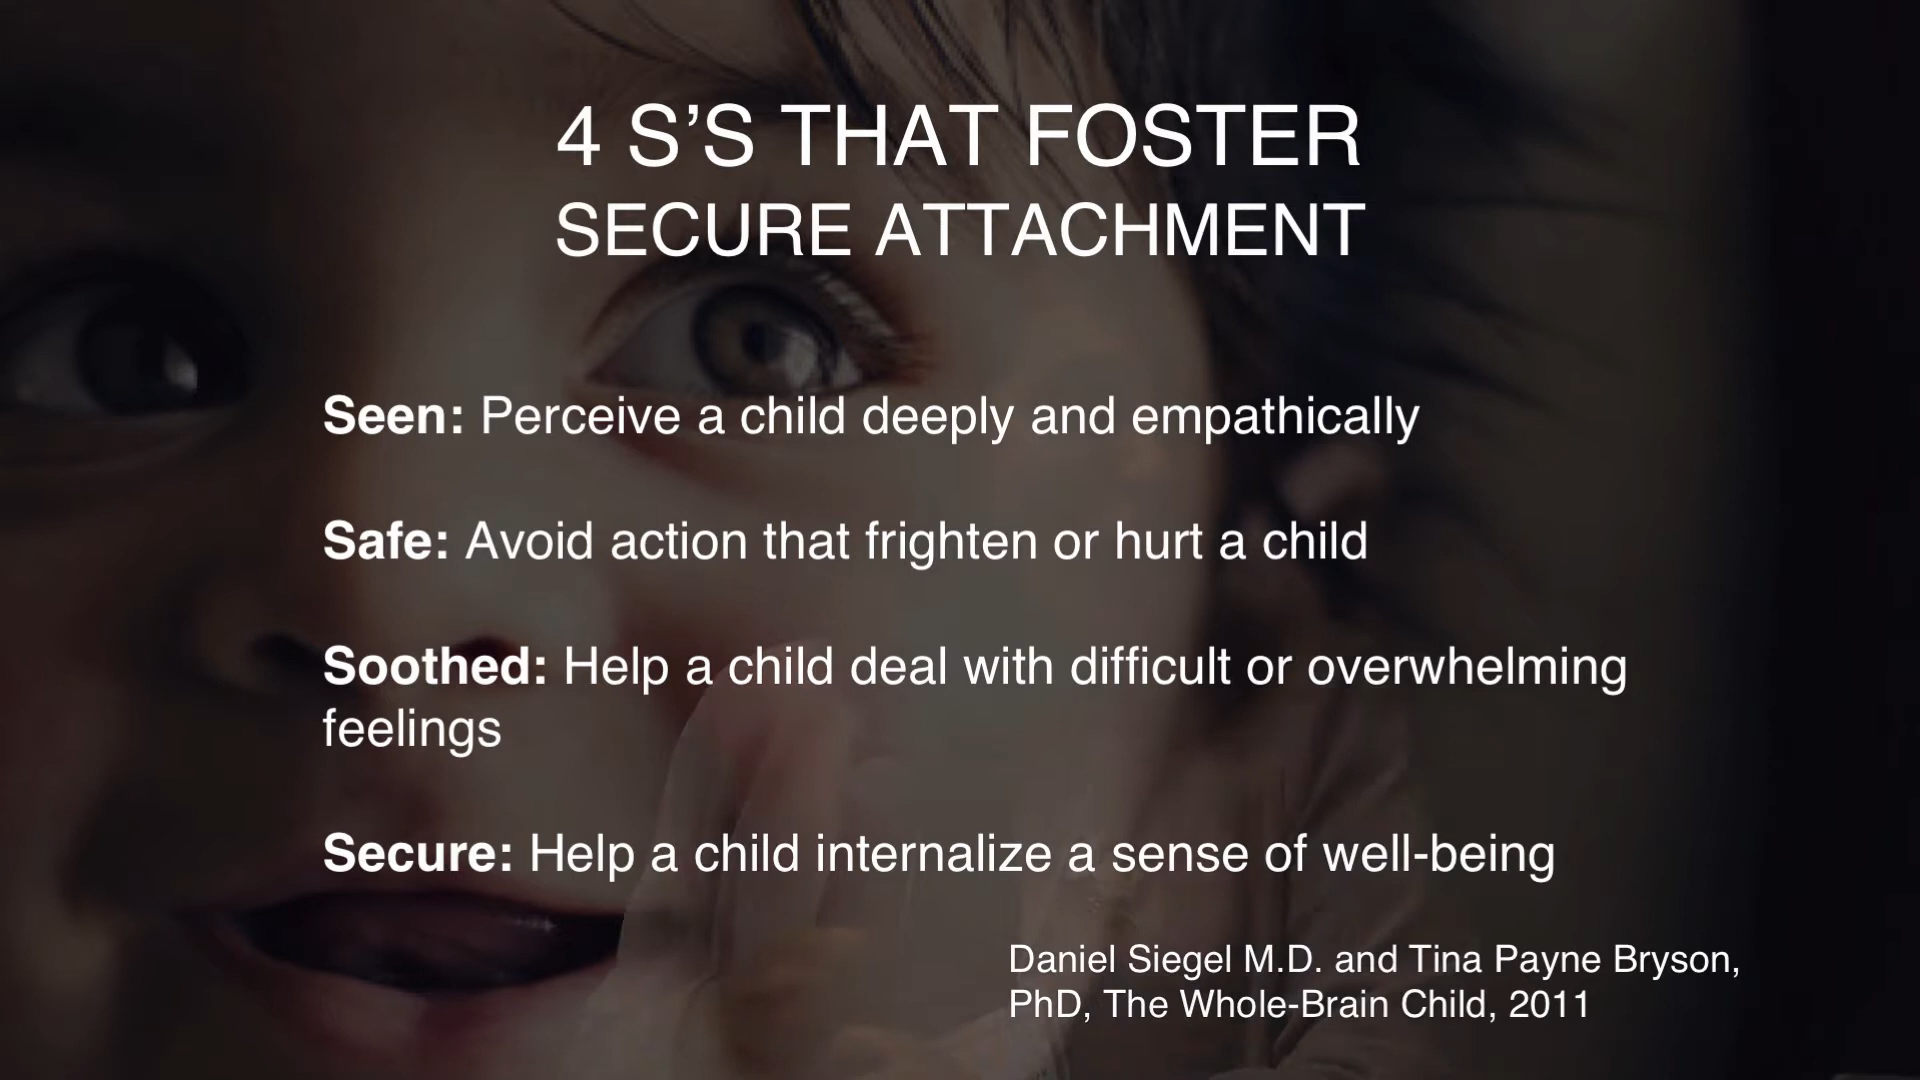 4 S’S THAT FOSTER
SECURE ATTACHMENT
Seen: Perceive a child deeply and empathically
Safe: Avoid action that frighten or hurt a child
Soothed: Help a child deal with difficult or overwhelming
feelings
Secure: Help a child internalize a sense of well-being
Daniel Siegel M.D. and Tina Payne Bryson,
PhD, The Whole-Brain Child, 2011